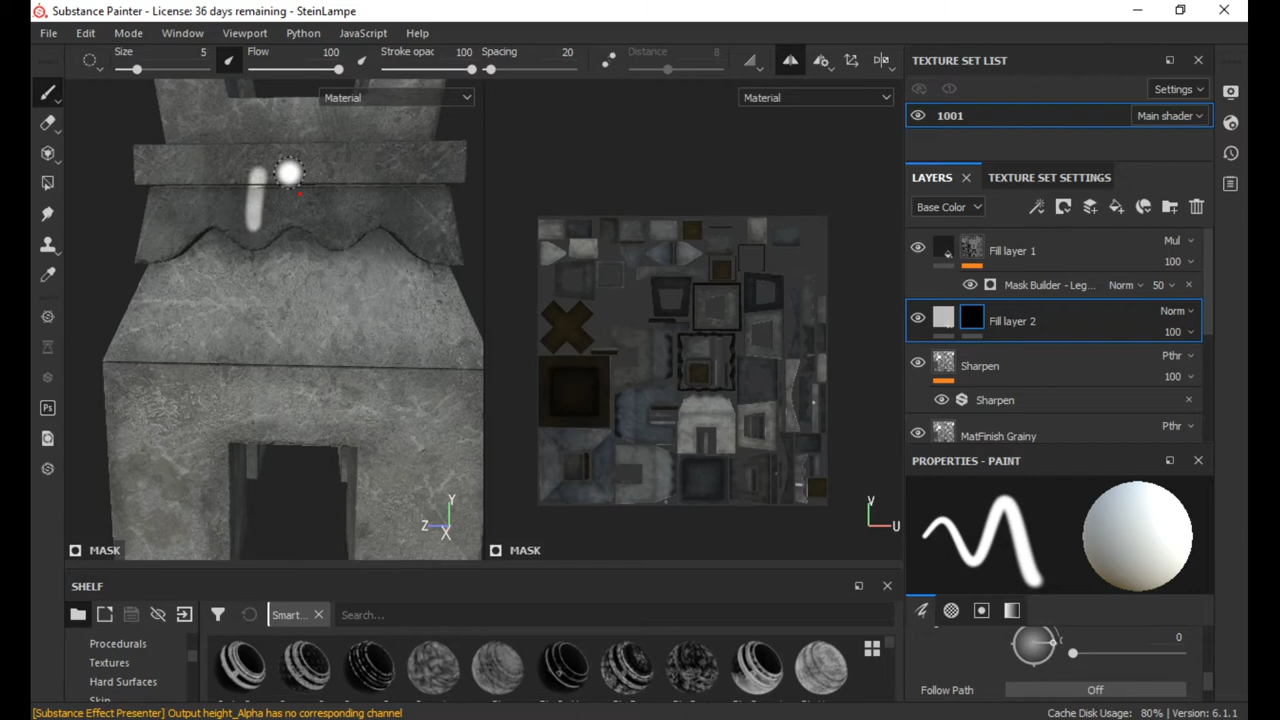 Substance Painter - License: 36 days remaining - SteinLampe
File Edit Mode Window Viewport Python JavaScript Help
Size 5 Flow 100 Stroke opac 100 Spacing 20 Distance 8
Material
Material
TEXTURE SET LIST
Settings
1001 Main shader
LAYERS TEXTURE SET SETTINGS
Base Color
Fill layer 1 Mul 100
Mask Builder - Leg... Norm 50
Fill layer 2 Norm 100
Sharpen Pthr 100
Sharpen
MatFinish Grainy Pthr
PROPERTIES - PAINT
Y Z X
V U
MASK
MASK
SHELF
Smart... Search...
Procedurals
Textures
Hard Surfaces
Skin
0
Follow Path Off
[Substance Effect Presenter] Output height_Alpha has no corresponding channel
Cache Disk Usage: 80% | Version: 6.1.1